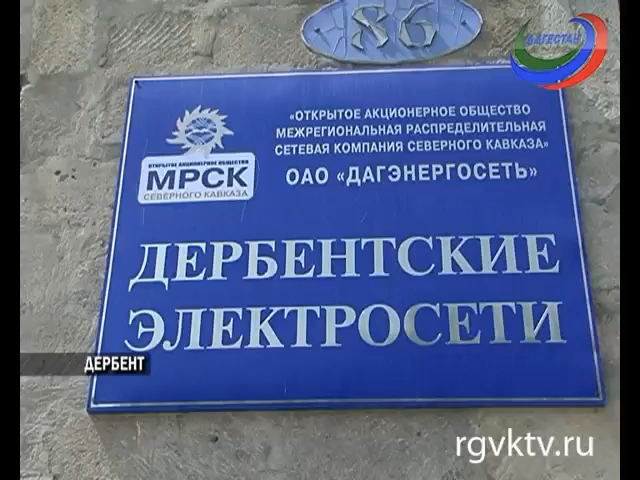 86
ДАГЕСТАН
«ОТКРЫТОЕ АКЦИОНЕРНОЕ ОБЩЕСТВО
МЕЖРЕГИОНАЛЬНАЯ РАСПРЕДЕЛИТЕЛЬНАЯ
СЕТЕВАЯ КОМПАНИЯ СЕВЕРНОГО КАВКАЗА»
ОАО «ДАГЭНЕРГОСЕТЬ»
ОТКРЫТОЕ АКЦИОНЕРНОЕ ОБЩЕСТВО
МРСК
СЕВЕРНОГО КАВКАЗА
ДЕРБЕНТСКИЕ
ЭЛЕКТРОСЕТИ
ДЕРБЕНТ
rgvktv.ru